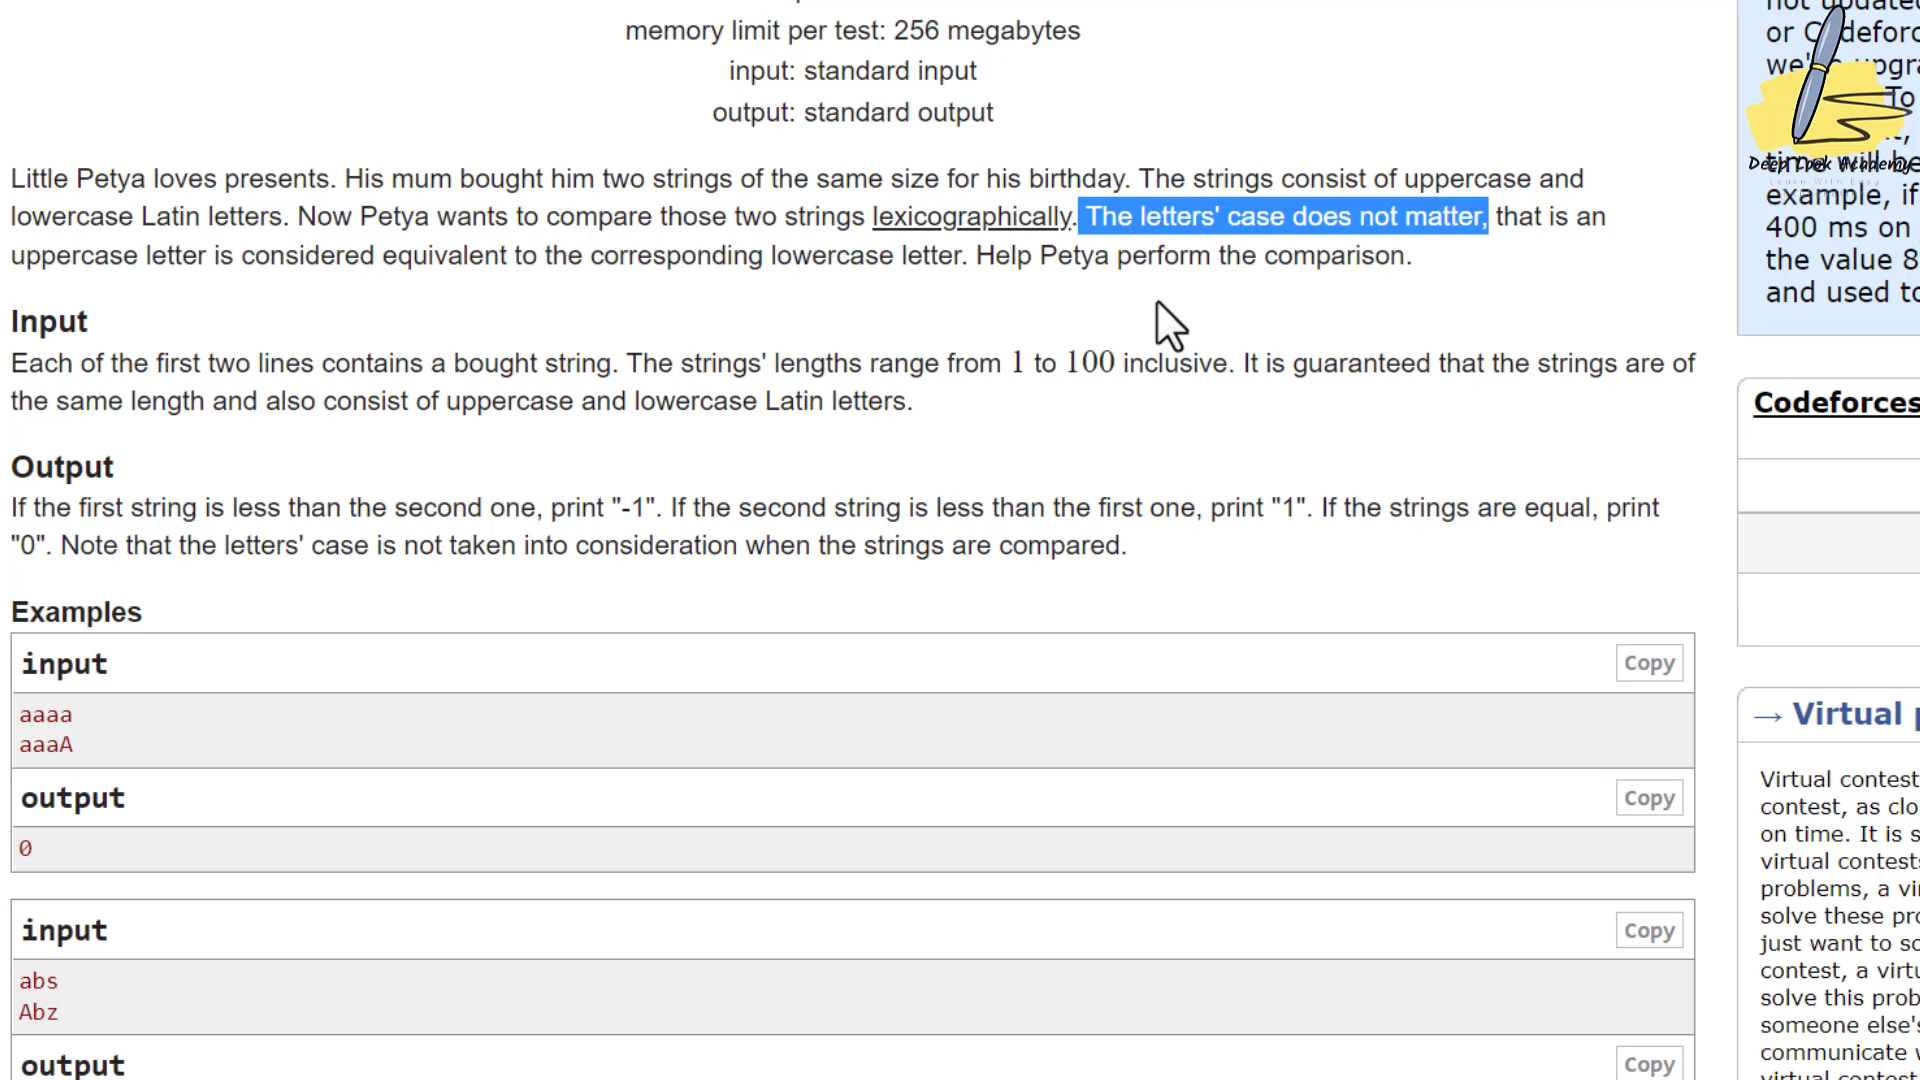 memory limit per test: 256 megabytes
input: standard input
output: standard output
Little Petya loves presents. His mum bought him two strings of the same size for his birthday. The strings consist of uppercase and
lowercase Latin letters. Now Petya wants to compare those two strings lexicographically. The letters' case does not matter, that is an
uppercase letter is considered equivalent to the corresponding lowercase letter. Help Petya perform the comparison.
Input
Each of the first two lines contains a bought string. The strings' lengths range from 1 to 100 inclusive. It is guaranteed that the strings are of
the same length and also consist of uppercase and lowercase Latin letters.
Output
If the first string is less than the second one, print "-1". If the second string is less than the first one, print "1". If the strings are equal, print
"0". Note that the letters' case is not taken into consideration when the strings are compared.
Examples
input
Copy
aaaa
aaaA
output
Copy
0
input
Copy
abs
Abz
output
Copy
or
To
Deep Cook Academy
Learn With Easy
time will be
example, if
400 ms on
the value 8
and used to
Codeforces
→ Virtual
Virtual contest
contest, as clo
on time. It is s
virtual contests
problems, a vi
solve these pro
just want to so
contest, a virtu
solve this prob
someone else's
communicate